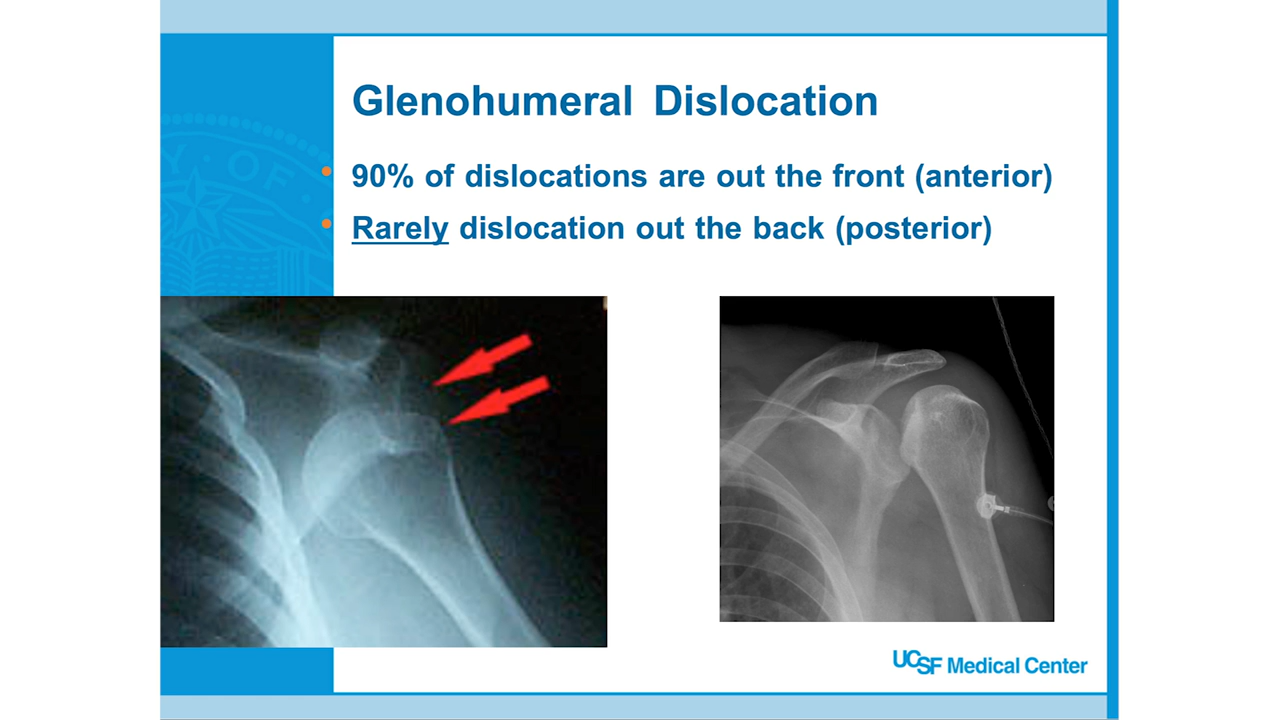 Glenohumeral Dislocation
• 90% of dislocations are out the front (anterior)
• Rarely dislocation out the back (posterior)
Y · OF
UCSF Medical Center